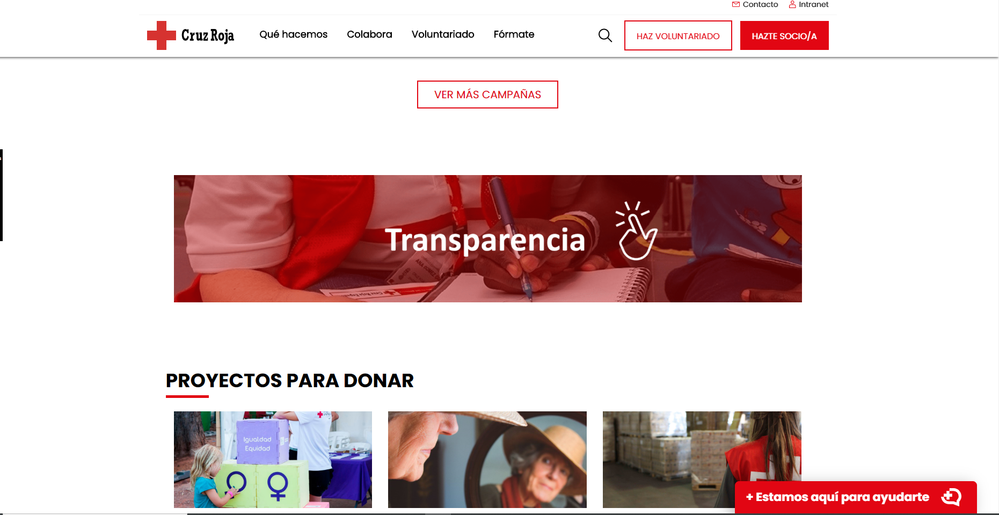 Contacto
Intranet
Cruz Roja
Qué hacemos
Colabora
Voluntariado
Fórmate
HAZ VOLUNTARIADO
HAZTE SOCIO/A
VER MÁS CAMPAÑAS
Transparencia
PROYECTOS PARA DONAR
Igualdad
Equidad
+ Estamos aquí para ayudarte